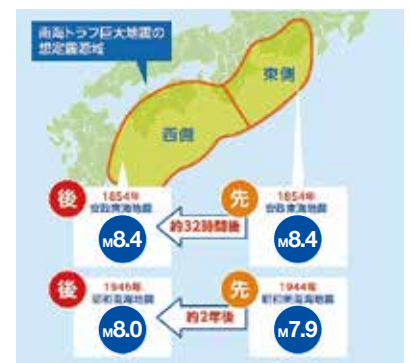 南海トラフ巨大地震の
想定震源域
東側
西側
後
1854年
安政南海地震
M8.4
約32時間後
先
1854年
安政東海地震
M8.4
後
1946年
昭和南海地震
M8.0
約2年後
先
1944年
昭和東南海地震
M7.9